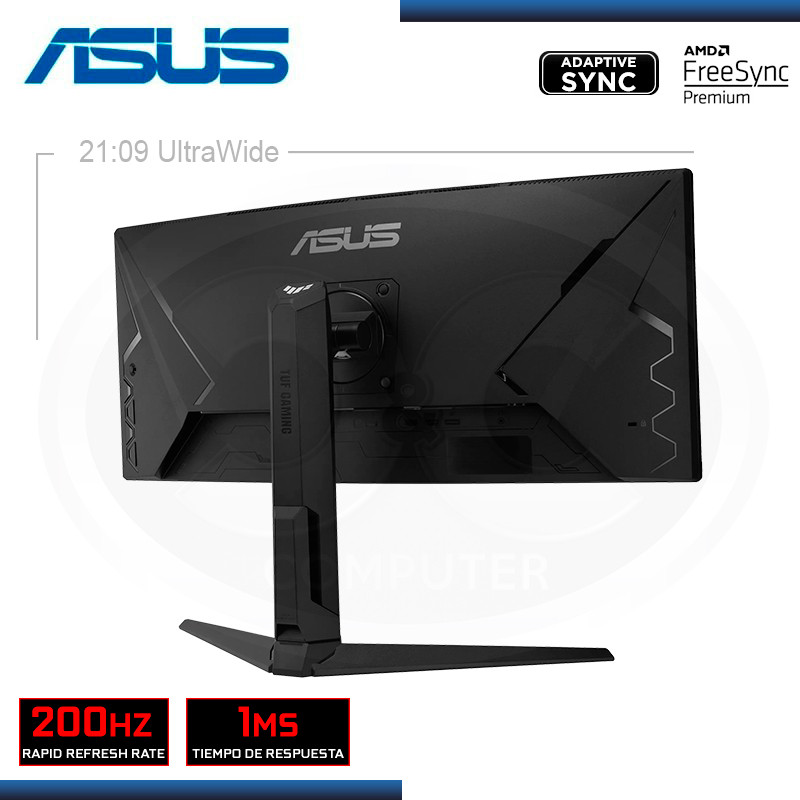 ASUS
ADAPTIVE
SYNC
AMD
FreeSync
Premium
21:09 UltraWide
ASUS
TUF GAMING
COMPUTER
200HZ
RAPID REFRESH RATE
1MS
TIEMPO DE RESPUESTA